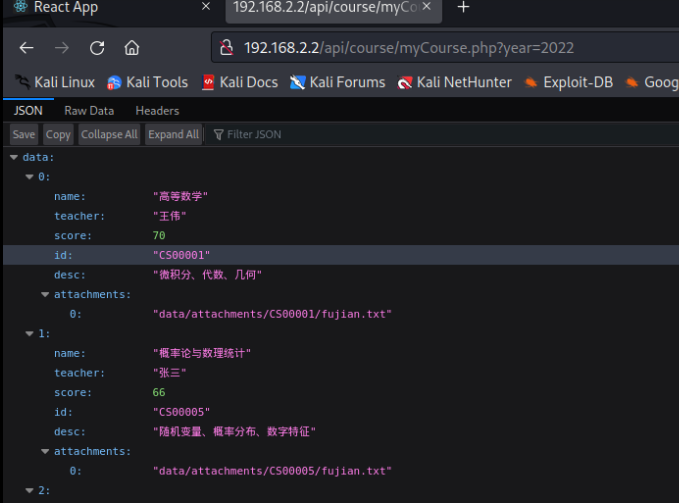 React App
192.168.2.2/api/course/myCo
192.168.2.2/api/course/myCourse.php?year=2022
Kali Linux Kali Tools Kali Docs Kali Forums Kali NetHunter Exploit-DB Goog
JSON Raw Data Headers
Save Copy Collapse All Expand All Filter JSON
data:
0:
name: "高等数学"
teacher: "王伟"
score: 70
id: "CS00001"
desc: "微积分、代数、几何"
attachments:
0: "data/attachments/CS00001/fujian.txt"
1:
name: "概率论与数理统计"
teacher: "张三"
score: 66
id: "CS00005"
desc: "随机变量、概率分布、数字特征"
attachments:
0: "data/attachments/CS00005/fujian.txt"
2: